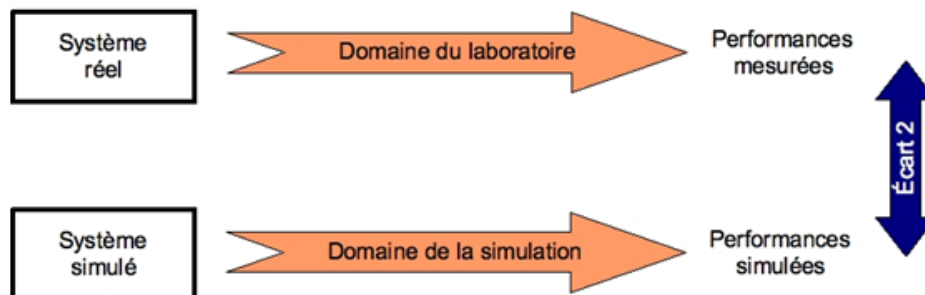 Système
réel
Domaine du laboratoire
Performances
mesurées
Écart 2
Système
simulé
Domaine de la simulation
Performances
simulées